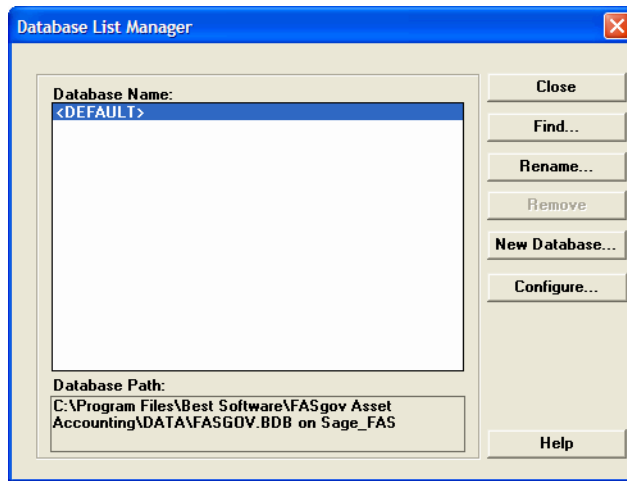 Database List Manager
Database Name:
<DEFAULT>
Close
Find...
Rename...
Remove
New Database...
Configure...
Database Path:
C:\Program Files\Best Software\FASgov Asset
Accounting\DATA\FASGOV.BDB on Sage_FAS
Help